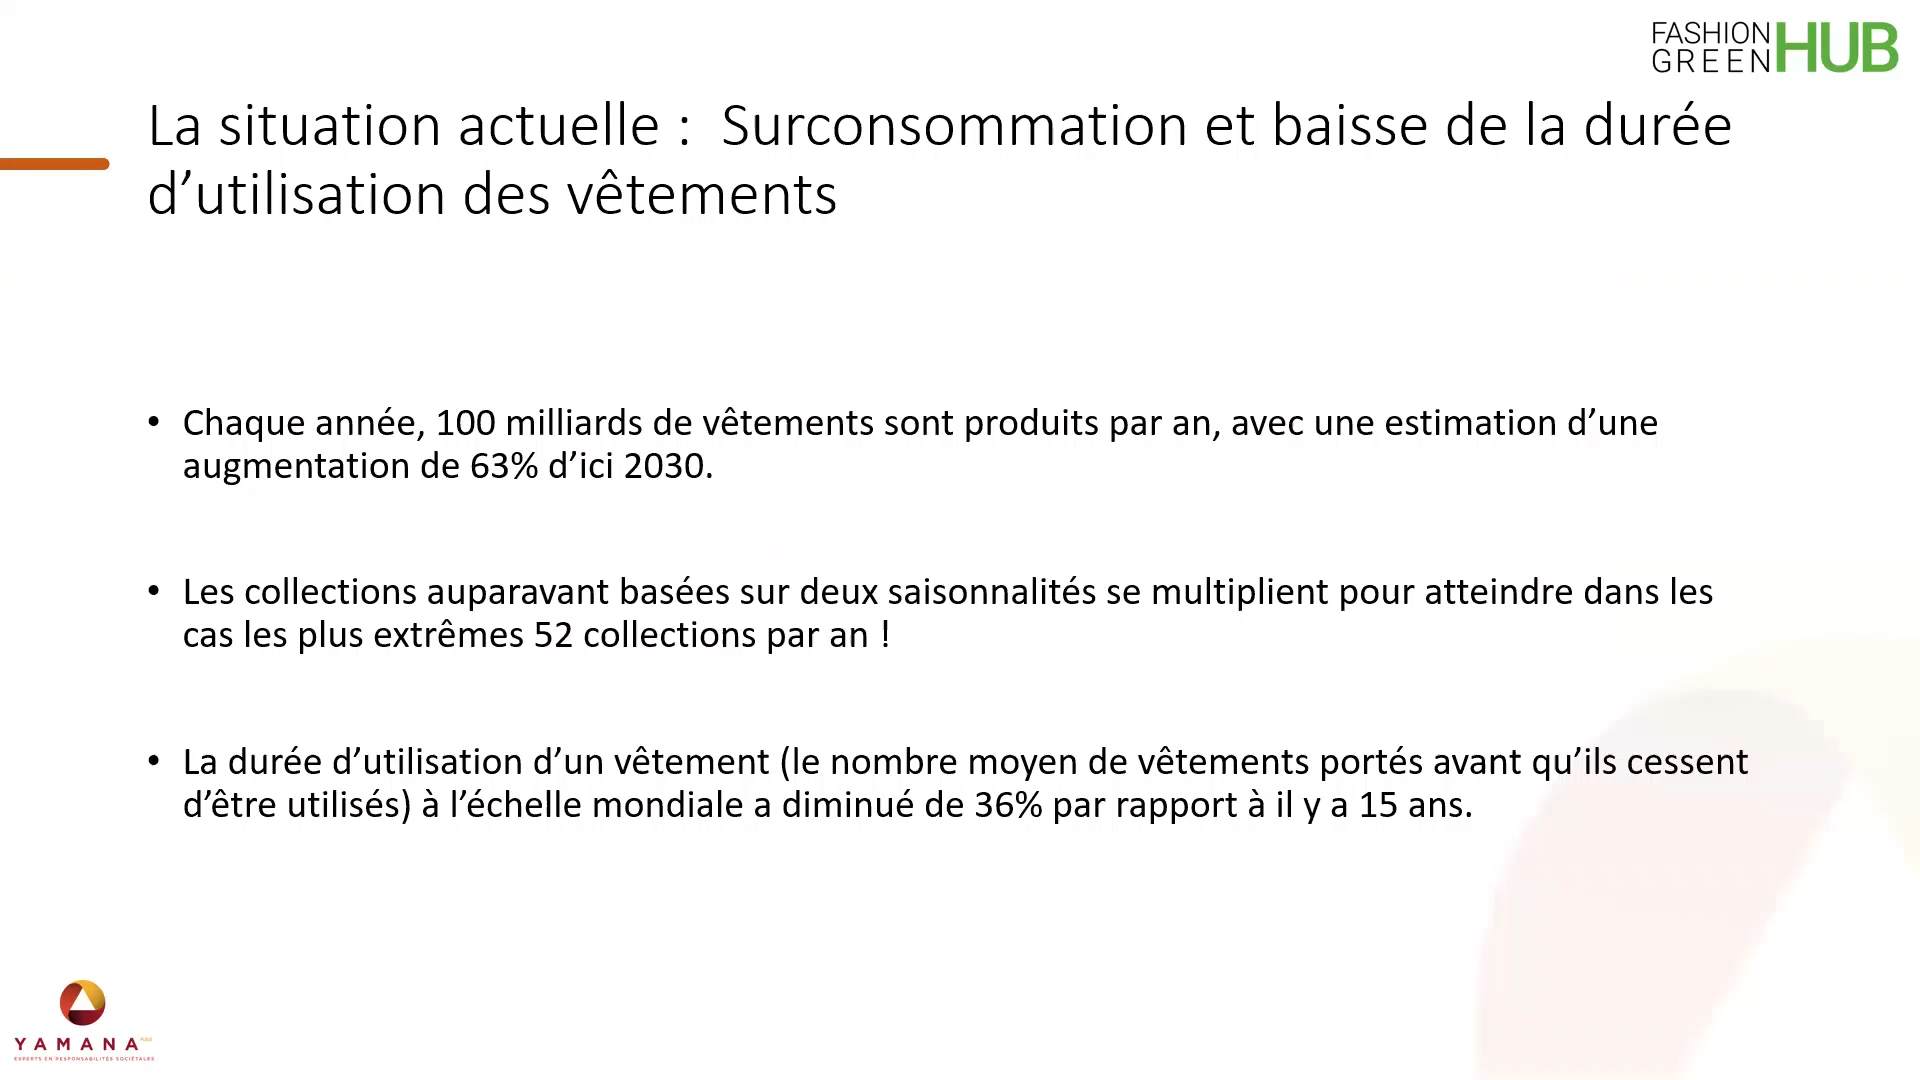 FASHION
GREEN HUB
La situation actuelle :  Surconsommation et baisse de la durée
d’utilisation des vêtements
• Chaque année, 100 milliards de vêtements sont produits par an, avec une estimation d’une
augmentation de 63% d’ici 2030.
• Les collections auparavant basées sur deux saisonnalités se multiplient pour atteindre dans les
cas les plus extrêmes 52 collections par an !
• La durée d’utilisation d’un vêtement (le nombre moyen de vêtements portés avant qu’ils cessent
d’être utilisés) à l’échelle mondiale a diminué de 36% par rapport à il y a 15 ans.
YAMANA
EXPERTS EN RESPONSABILITÉS SOCIÉTALES